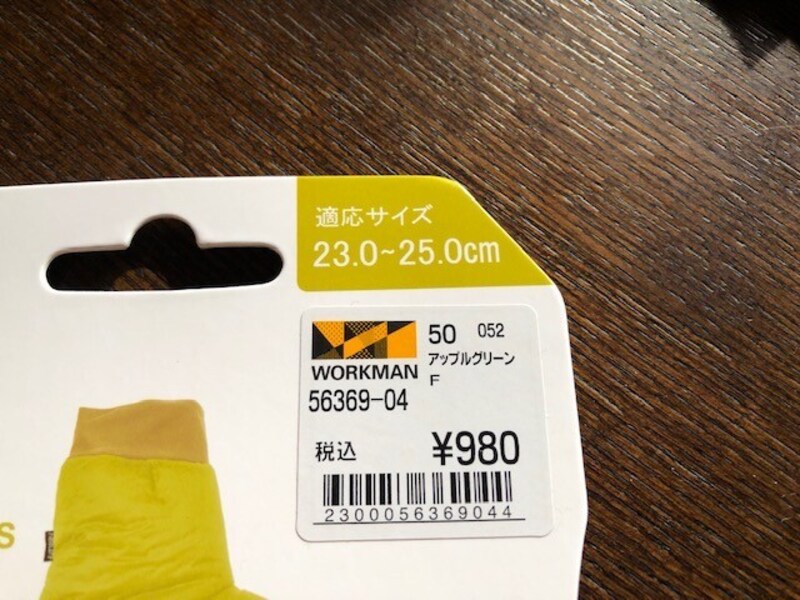 適応サイズ
23.0~25.0cm
WORKMAN
50 052
アップルグリーン
F
56369-04
税込 ¥980
2300056369044
S